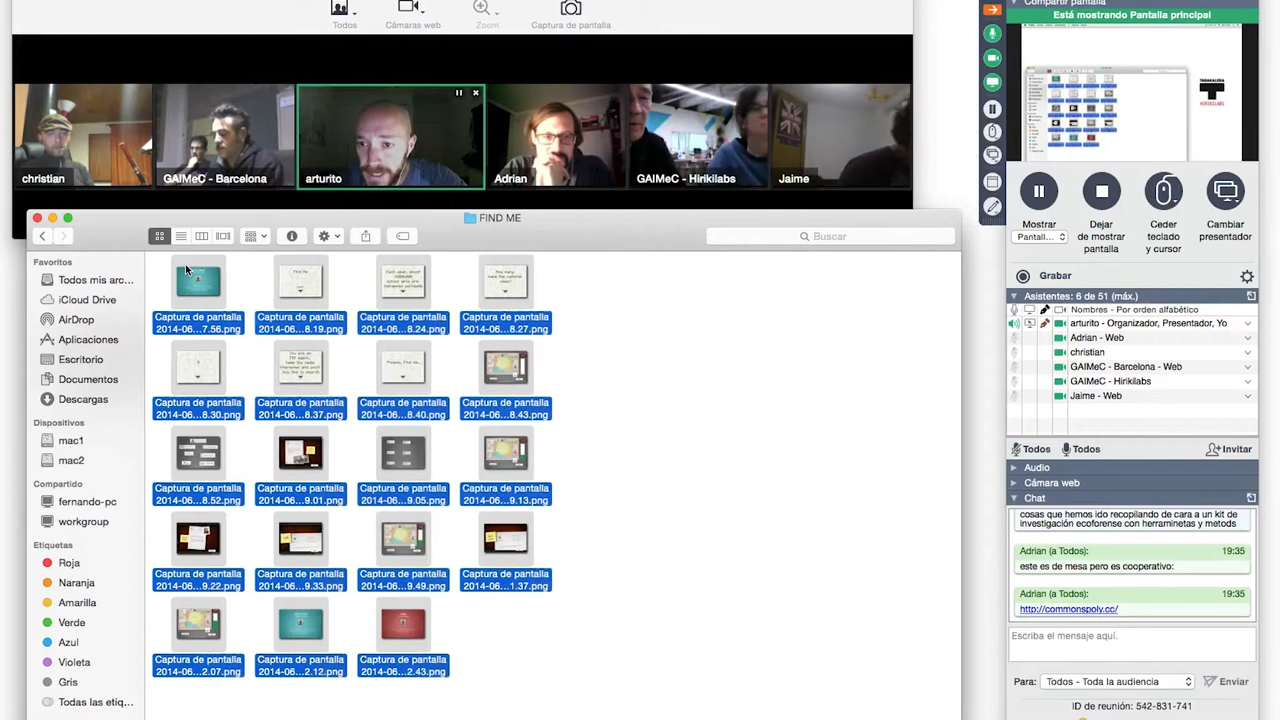 Todos
Cámaras web
Zoom
Captura de pantalla
christian
GAIMeC - Barcelona
arturito
Adrian
GAIMeC - Hirikilabs
Jaime
FIND ME
Buscar
Favoritos
Todos mis arc...
iCloud Drive
AirDrop
Aplicaciones
Escritorio
Documentos
Descargas
Dispositivos
mac1
mac2
Compartido
fernando-pc
workgroup
Etiquetas
Roja
Naranja
Amarilla
Verde
Azul
Violeta
Gris
Todas las etiq...
Captura de pantalla
2014-06...7.56.png
Captura de pantalla
2014-06...8.19.png
Captura de pantalla
2014-06...8.24.png
Captura de pantalla
2014-06...8.27.png
Captura de pantalla
2014-06...8.30.png
Captura de pantalla
2014-06...8.37.png
Captura de pantalla
2014-06...8.40.png
Captura de pantalla
2014-06...8.43.png
Captura de pantalla
2014-06...8.52.png
Captura de pantalla
2014-06...9.01.png
Captura de pantalla
2014-06...9.05.png
Captura de pantalla
2014-06...9.13.png
Captura de pantalla
2014-06...9.22.png
Captura de pantalla
2014-06...9.33.png
Captura de pantalla
2014-06...9.49.png
Captura de pantalla
2014-06...1.37.png
Captura de pantalla
2014-06...2.07.png
Captura de pantalla
2014-06...2.12.png
Captura de pantalla
2014-06...2.43.png
Compartir pantalla
Está mostrando Pantalla principal
TABAKALERA
HIRIKILABS
Mostrar
Pantall...
Dejar
de mostrar
pantalla
Ceder
teclado
y cursor
Cambiar
presentador
Grabar
Asistentes: 6 de 51 (máx.)
Nombres - Por orden alfabético
arturito - Organizador, Presentador, Yo
Adrian - Web
christian
GAIMeC - Barcelona - Web
GAIMeC - Hirikilabs
Jaime - Web
Todos
Todos
Invitar
Audio
Cámara web
Chat
cosas que hemos ido recopilando de cara a un kit de
investigación ecoforense con herraminetas y metods
Adrian (a Todos): 19:35
este es de mesa pero es cooperativo:
Adrian (a Todos): 19:35
http://commonspoly.cc/
Escriba el mensaje aquí.
Para: Todos - Toda la audiencia
Enviar
ID de reunión: 542-831-741